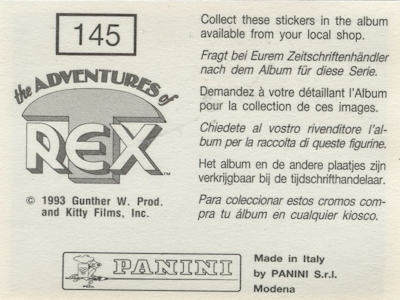 145
the ADVENTURES of
REX
© 1993 Gunther W. Prod.
and Kitty Films, Inc.
Collect these stickers in the album
available from your local shop.
Fragt bei Eurem Zeitschriftenhändler
nach dem Album für diese Serie.
Demandez à votre détaillant l'Album
pour la collection de ces images.
Chiedete al vostro rivenditore l'al-
bum per la raccolta di queste figurine.
Het album en de andere plaatjes zijn
verkrijgbaar bij de tijdschrifthandelaar.
Para coleccionar estos cromos com-
pra tu álbum en cualquier kiosco.
PANINI
Made in Italy
by PANINI S.r.l.
Modena